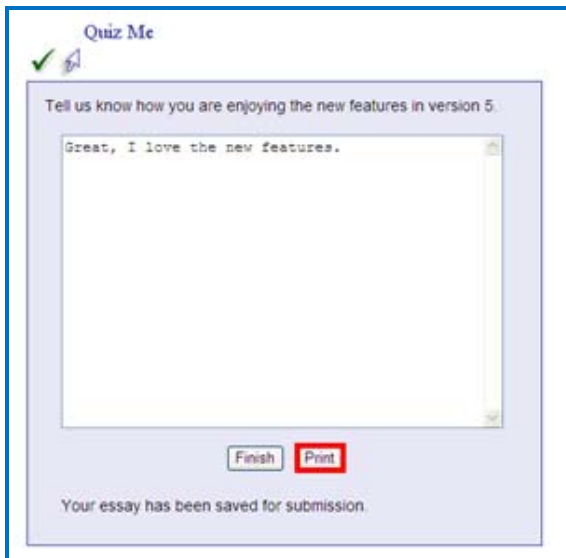 Quiz Me
Tell us know how you are enjoying the new features in version 5.
Great, I love the new features.
Finish Print
Your essay has been saved for submission.